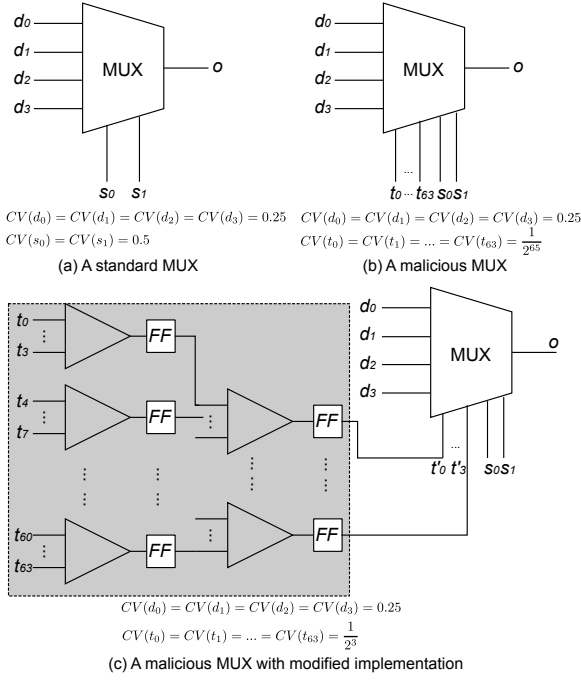 d₀
d₁
d₂
d₃
MUX
o
s₀ s₁
CV(d₀) = CV(d₁) = CV(d₂) = CV(d₃) = 0.25
CV(s₀) = CV(s₁) = 0.5
(a) A standard MUX
d₀
d₁
d₂
d₃
MUX
o
...
t₀ ... t₆₃ s₀ s₁
CV(d₀) = CV(d₁) = CV(d₂) = CV(d₃) = 0.25
CV(t₀) = CV(t₁) = ... = CV(t₆₃) = 1/2⁶⁵
(b) A malicious MUX
t₀
⋮
t₃
FF
t₄
⋮
t₇
FF
⋮
FF
⋮ ⋮ ⋮ ⋮
t₆₀
⋮
t₆₃
FF
⋮
FF
d₀
d₁
d₂
d₃
MUX
o
...
t'₀ t'₃ s₀ s₁
CV(d₀) = CV(d₁) = CV(d₂) = CV(d₃) = 0.25
CV(t₀) = CV(t₁) = ... = CV(t₆₃) = 1/2³
(c) A malicious MUX with modified implementation